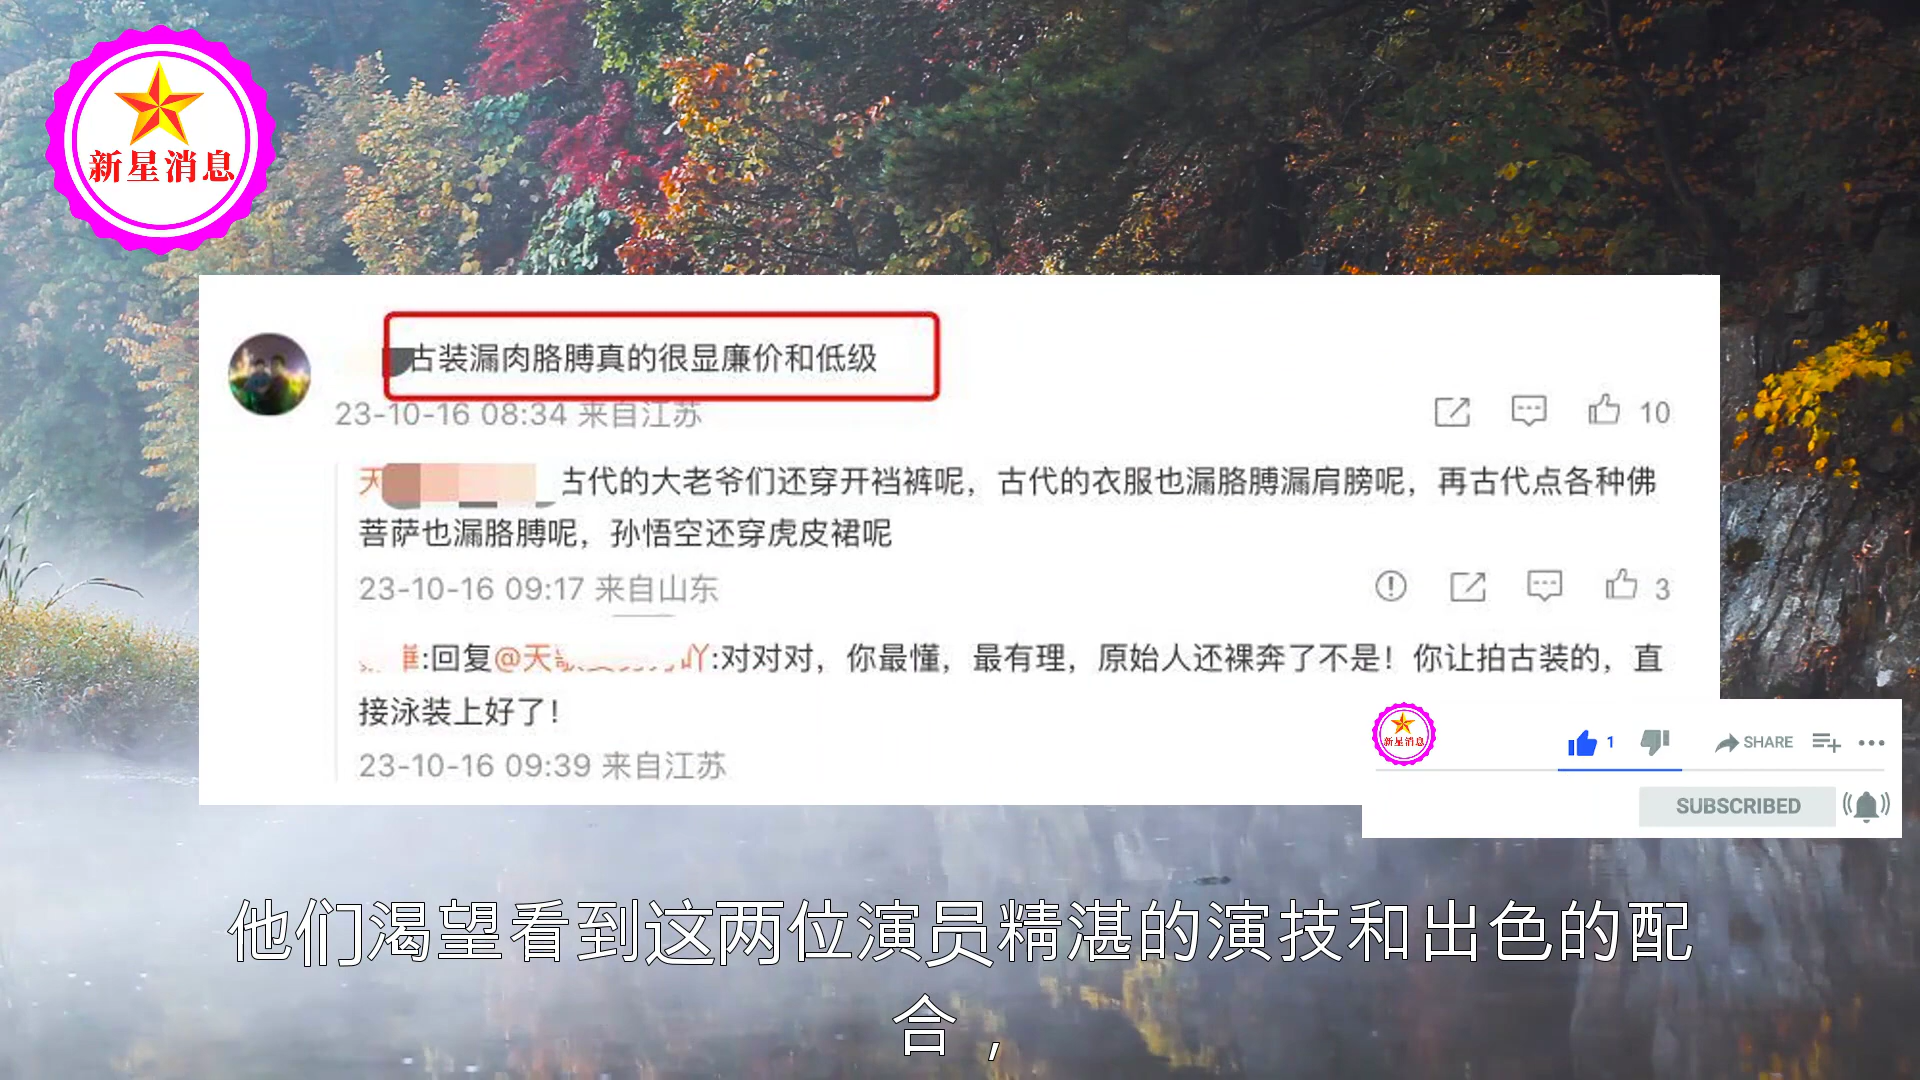 新星消息
古装漏肉胳膊真的很显廉价和低级
23-10-16 08:34 来自江苏
10
天 古代的大老爷们还穿开裆裤呢，古代的衣服也漏胳膊漏肩膀呢，再古代点各种佛
菩萨也漏胳膊呢，孙悟空还穿虎皮裙呢
23-10-16 09:17 来自山东
3
:回复@天 吖:对对对，你最懂，最有理，原始人还裸奔了不是！你让拍古装的，直
接泳装上好了！
23-10-16 09:39 来自江苏
新星消息
1 SHARE
SUBSCRIBED
他们渴望看到这两位演员精湛的演技和出色的配
合，